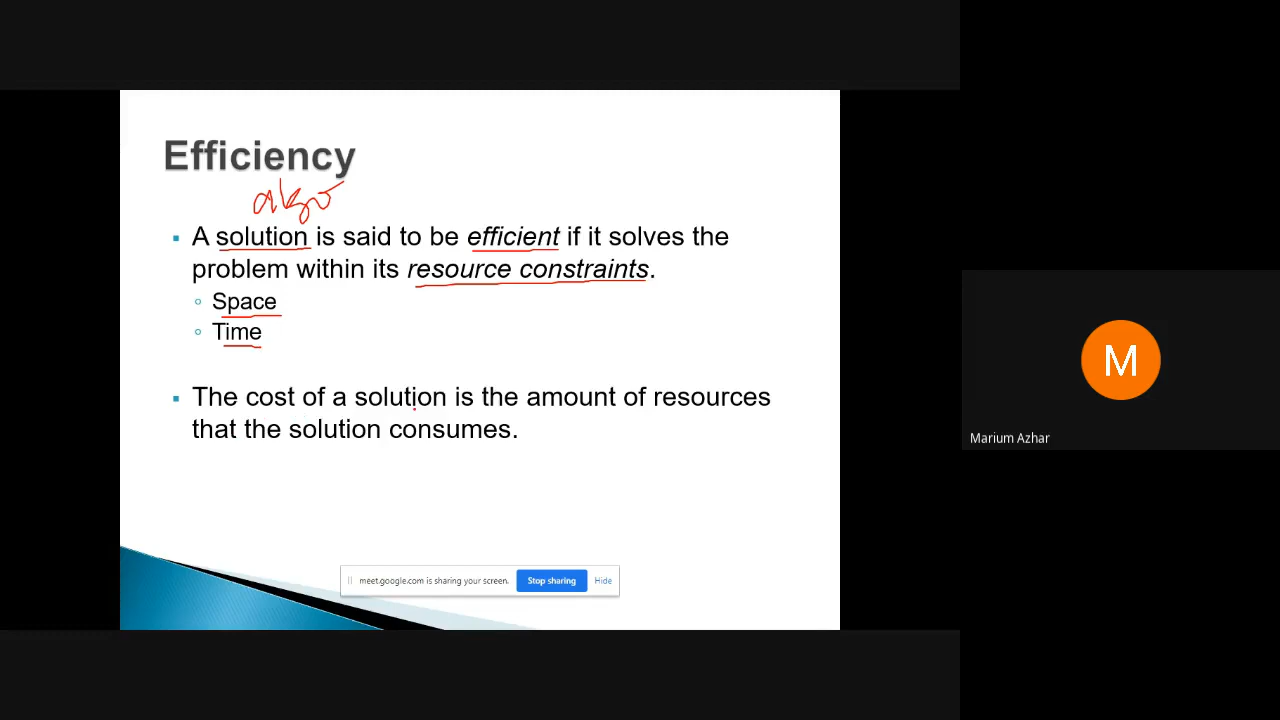 Efficiency
algo
A solution is said to be efficient if it solves the
problem within its resource constraints.
Space
Time
The cost of a solution is the amount of resources
that the solution consumes.
meet.google.com is sharing your screen. Stop sharing Hide
M
Marium Azhar